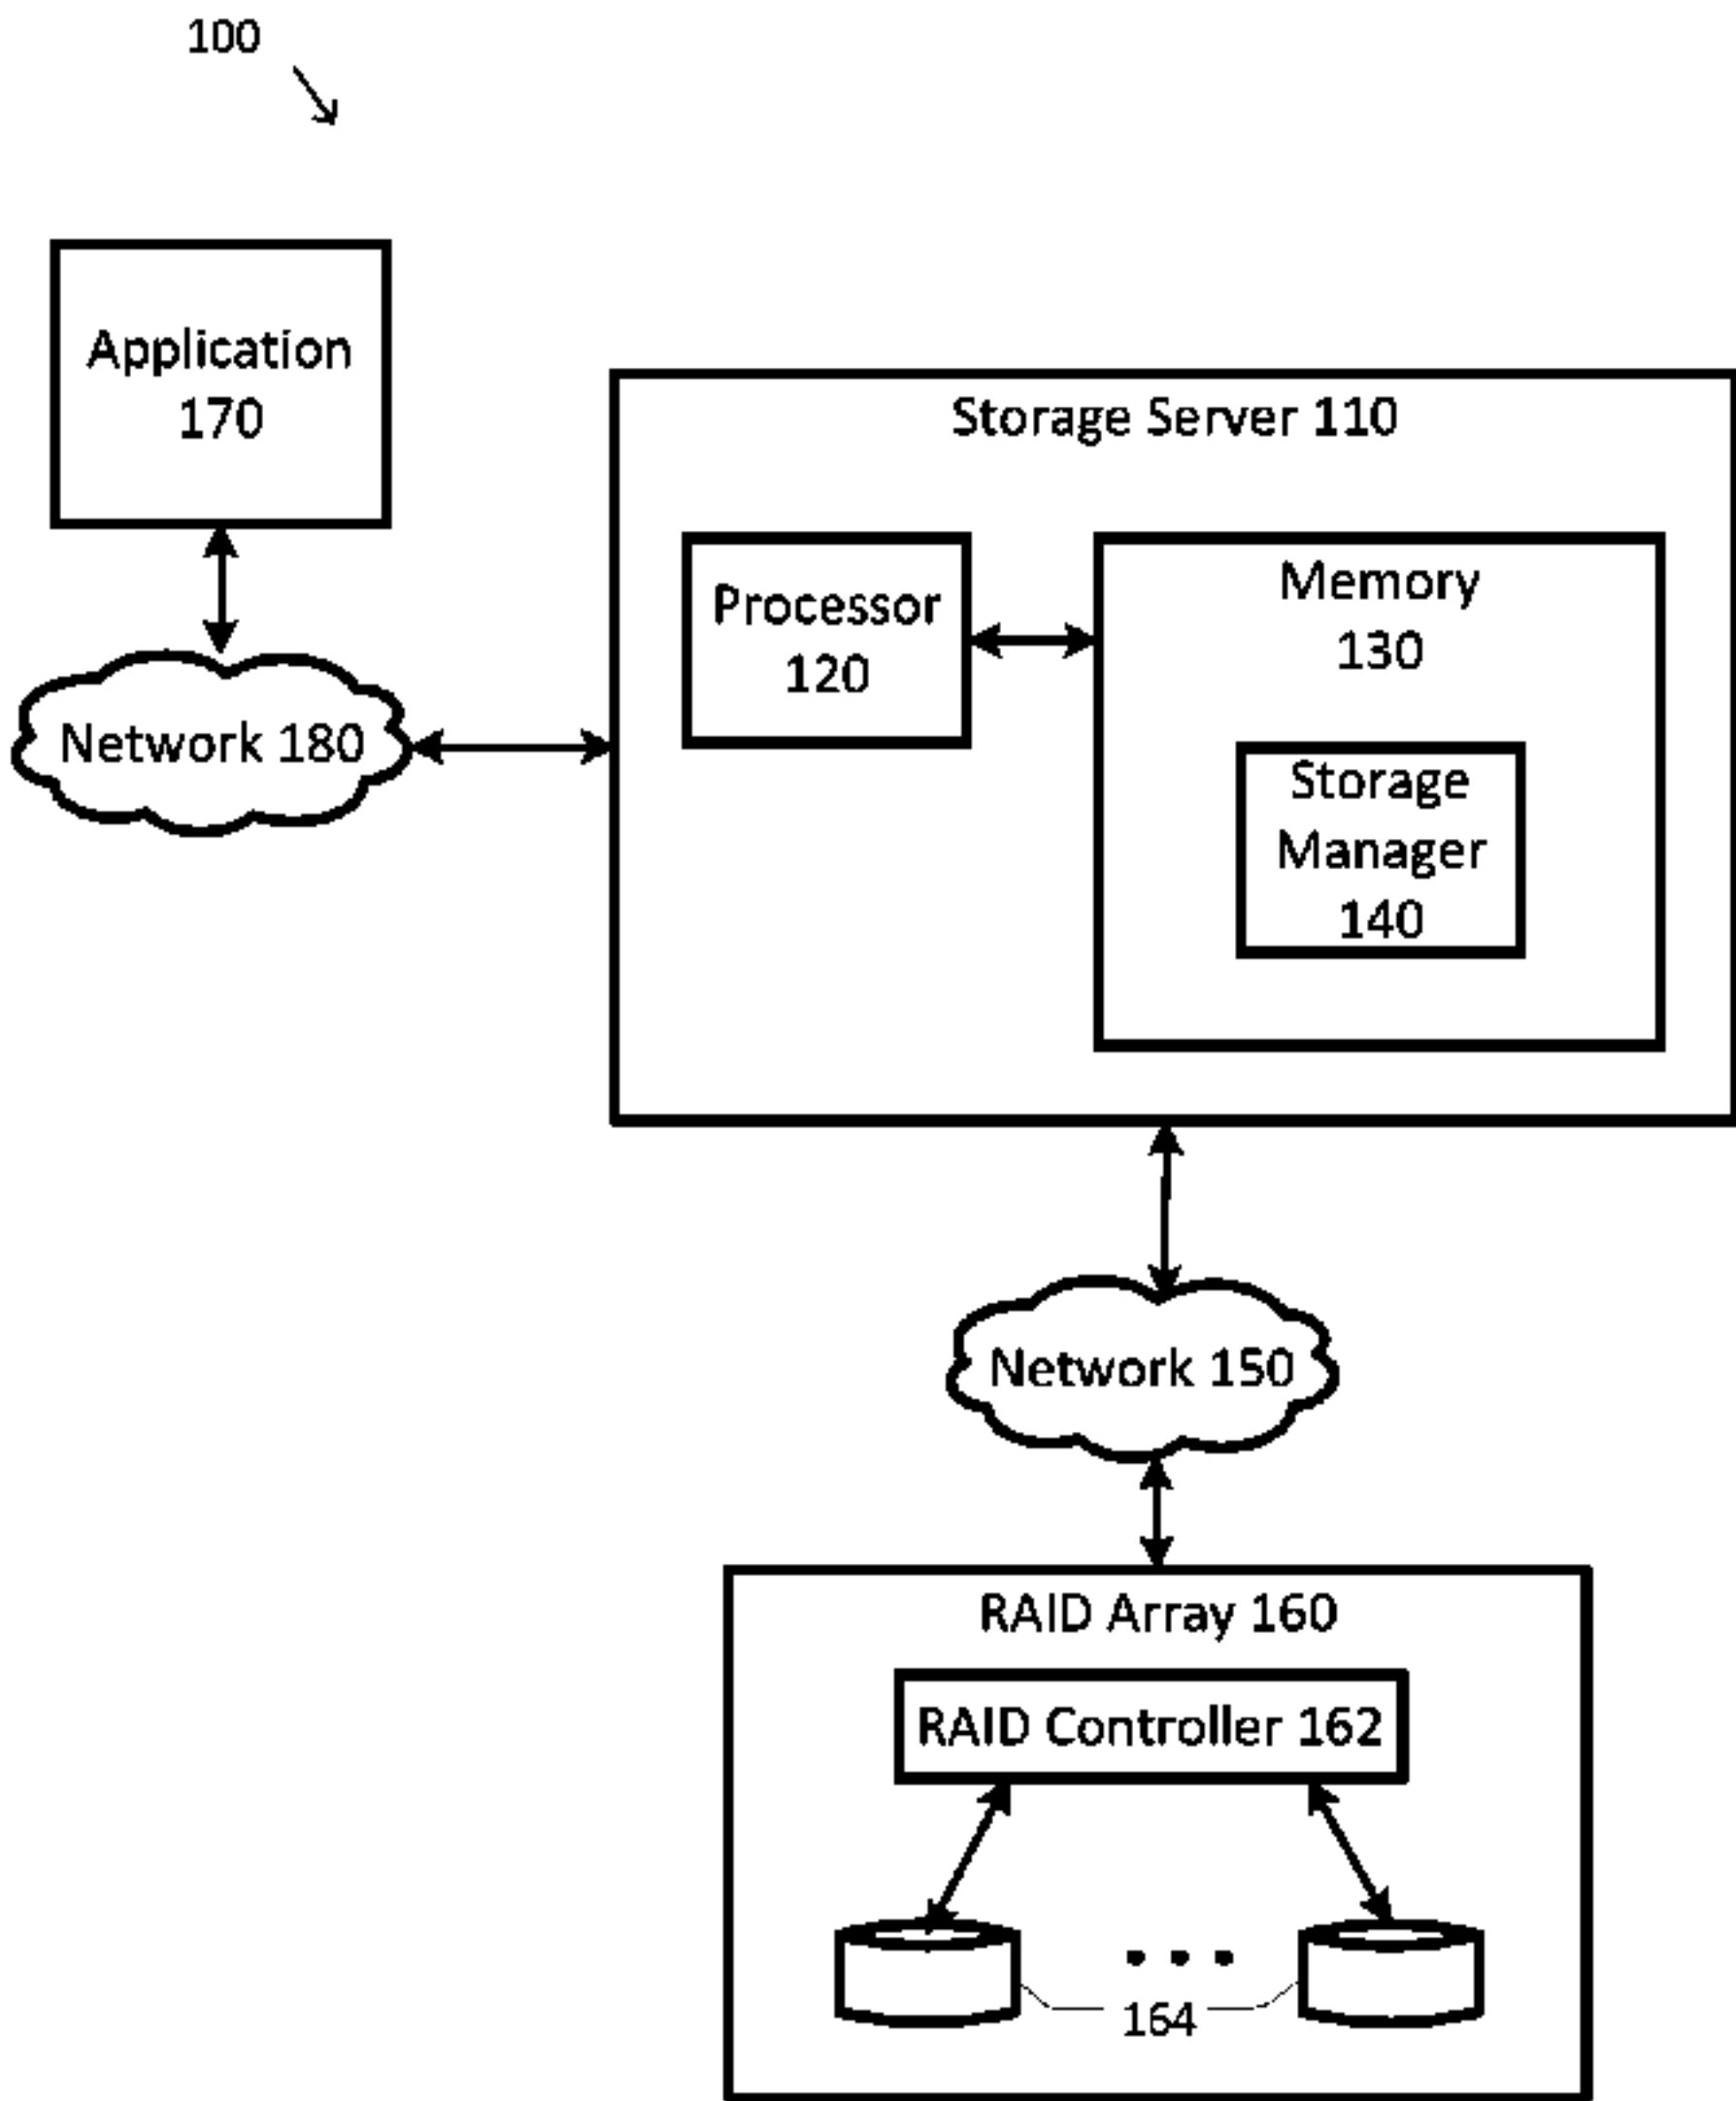 100
Application
170
Storage Server 110
Processor
120
Memory
130
Network 180
Storage
Manager
140
Network 150
RAID Array 160
RAID Controller 162
164